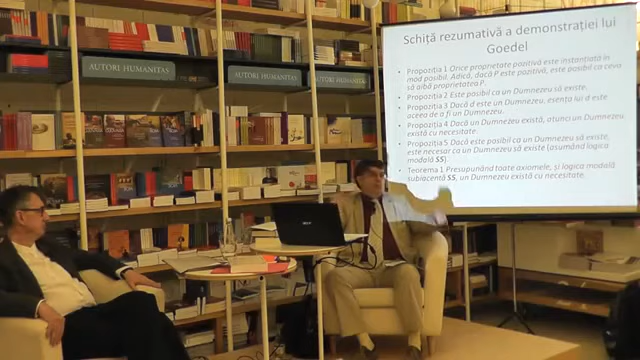 Schiță rezumativă a demonstrației lui
Goedel
• Propoziția 1 Orice proprietate pozitivă este instanțiată în
mod posibil. Adică, dacă P este pozitivă, este posibil ca ceva
să aibă proprietatea P.
• Propoziția 2 Este posibil ca un Dumnezeu să existe.
• Propoziția 3 Dacă d este un Dumnezeu, esența lui d este
aceea de a fi un Dumnezeu.
• Propoziția 4 Dacă un Dumnezeu există, atunci un Dumnezeu
există cu necesitate.
• Propoziția 5 Dacă este posibil ca un Dumnezeu să existe,
este necesar ca un Dumnezeu să existe (asumând logica
modală S5).
• Teorema 1 Presupunând toate axiomele, și logica modală
subiacentă S5, un Dumnezeu există cu necesitate.
AUTORI HUMANITAS
AUTORI HUMANITAS
AUTORI HUMANITAS
acer